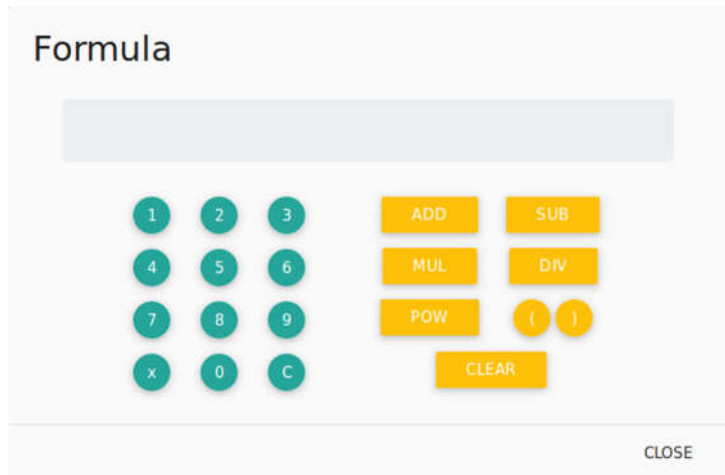 Formula
1 2 3 ADD SUB
4 5 6 MUL DIV
7 8 9 POW ( )
x 0 C CLEAR
CLOSE